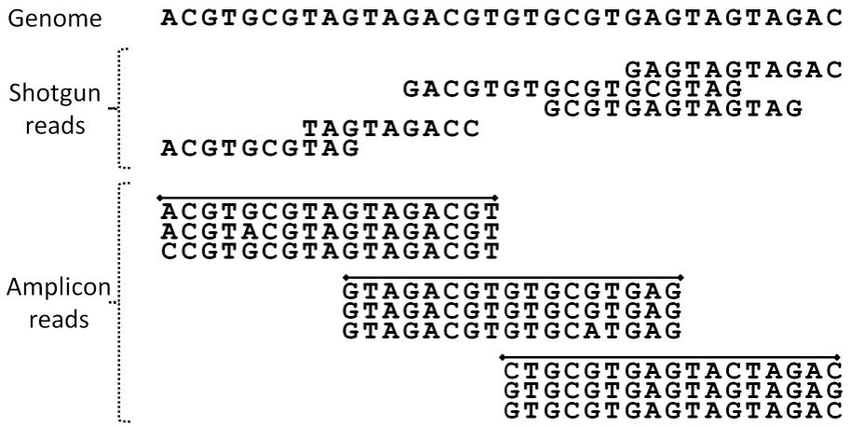 Genome ACGTGCGTAGTAGACGTGTGCGTGAGTAGTAGAC
Shotgun
reads
GAGTAGTAGAC
GACGTGTGCGTGCGTAG
GCGTGAGTAGTAG
TAGTAGACC
ACGTGCGTAG
Amplicon
reads
ACGTGCGTAGTAGACGT
ACGTACGTAGTAGACGT
CCGTGCGTAGTAGACGT
GTAGACGTGTGCGTGAG
GTAGACGTGTGCGTGAG
GTAGACGTGTGCATGAG
CTGCGTGAGTACTAGAC
GTGCGTGAGTAGTAGAG
GTGCGTGAGTAGTAGAC